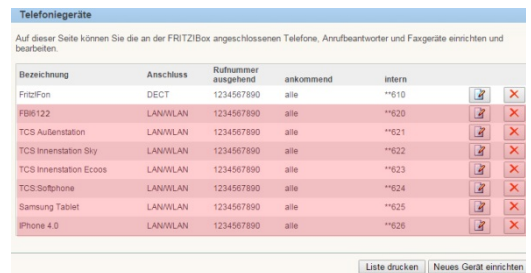 Telefoniegeräte
Auf dieser Seite können Sie die an der FRITZ!Box angeschlossenen Telefone, Anrufbeantworter und Faxgeräte einrichten und
bearbeiten.
Bezeichnung Anschluss Rufnummer ausgehend ankommend intern
Fritz!Fon DECT 1234567890 alle **610
FBI6122 LAN/WLAN 1234567890 alle **620
TCS Außenstation LAN/WLAN 1234567890 alle **621
TCS Innenstation Sky LAN/WLAN 1234567890 alle **622
TCS Innenstation Ecoos LAN/WLAN 1234567890 alle **623
TCS:Softphone LAN/WLAN 1234567890 alle **624
Samsung Tablet LAN/WLAN 1234567890 alle **625
IPhone 4.0 LAN/WLAN 1234567890 alle **626
Liste drucken Neues Gerät einrichten